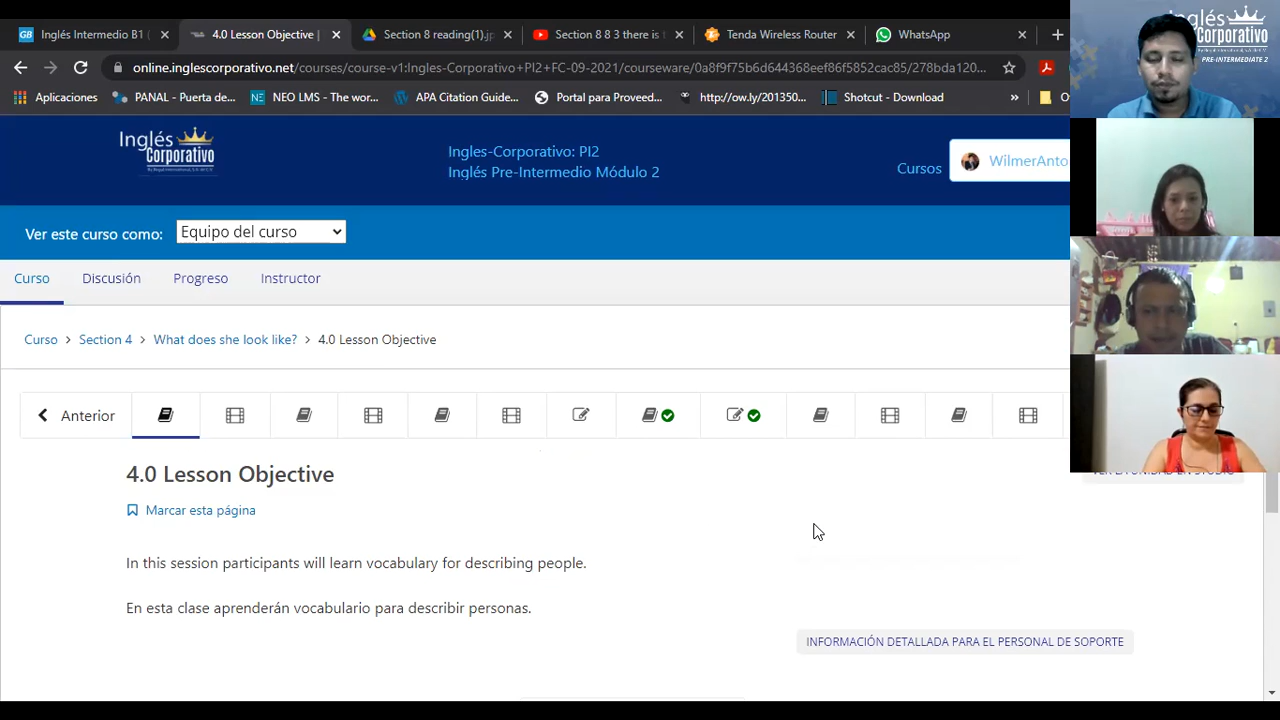 Inglés Intermedio B1 (
4.0 Lesson Objective |
Section 8 reading(1).j
Section 8 8 3 there is
Tenda Wireless Router
WhatsApp
online.inglescorporativo.net/courses/course-v1:Ingles-Co
2-09-2021/courseware/0a8f9f75b6d6448e8eef86f5852cac85/278bda120...
Aplicaciones
PANAL - Puerta de...
NEO LMS - The wor...
APA Citation Guide...
Portal para Proveed...
http://ow.ly/201350...
Shotcut - Download
»
Inglés
Corporativo
PRE-INTERMEDIATE 2
Inglés
Corporativo
Ingles-Corporativo: PI2
Inglés Pre-Intermedio Módulo 2
Cursos
WilmerAnto
Ver este curso como:
Equipo del curso
Curso
Discusión
Progreso
Instructor
Curso > Section 4 > What does she look like? > 4.0 Lesson Objective
Anterior
4.0 Lesson Objective
Marcar esta página
In this session participants will learn vocabulary for describing people.
En esta clase aprenderán vocabulario para describir personas.
INFORMACIÓN DETALLADA PARA EL PERSONAL DE SOPORTE